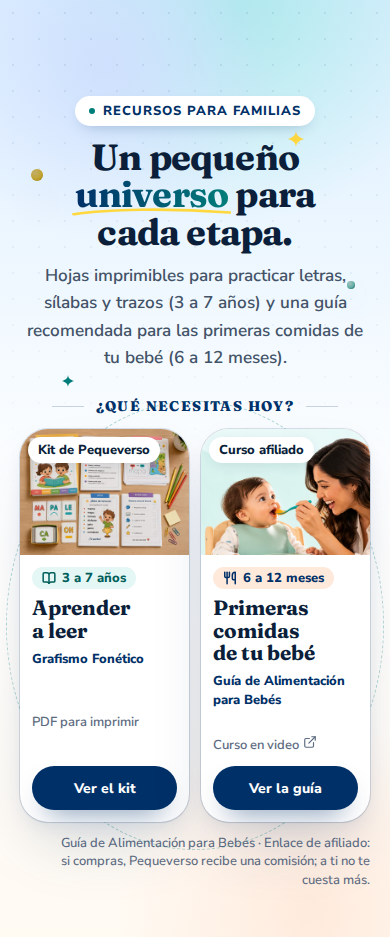 RECURSOS PARA FAMILIAS
Un pequeño
universo para
cada etapa.
Hojas imprimibles para practicar letras,
sílabas y trazos (3 a 7 años) y una guía
recomendada para las primeras comidas de
tu bebé (6 a 12 meses).
¿QUÉ NECESITAS HOY?
Kit de Pequeverso
MA
PA
LE
CA
3 a 7 años
Aprender
a leer
Grafismo Fonético
PDF para imprimir
Ver el kit
Curso afiliado
6 a 12 meses
Primeras
comidas
de tu bebé
Guía de Alimentación
para Bebés
Curso en video
Ver la guía
Guía de Alimentación para Bebés · Enlace de afiliado:
si compras, Pequeverso recibe una comisión; a ti no te
cuesta más.